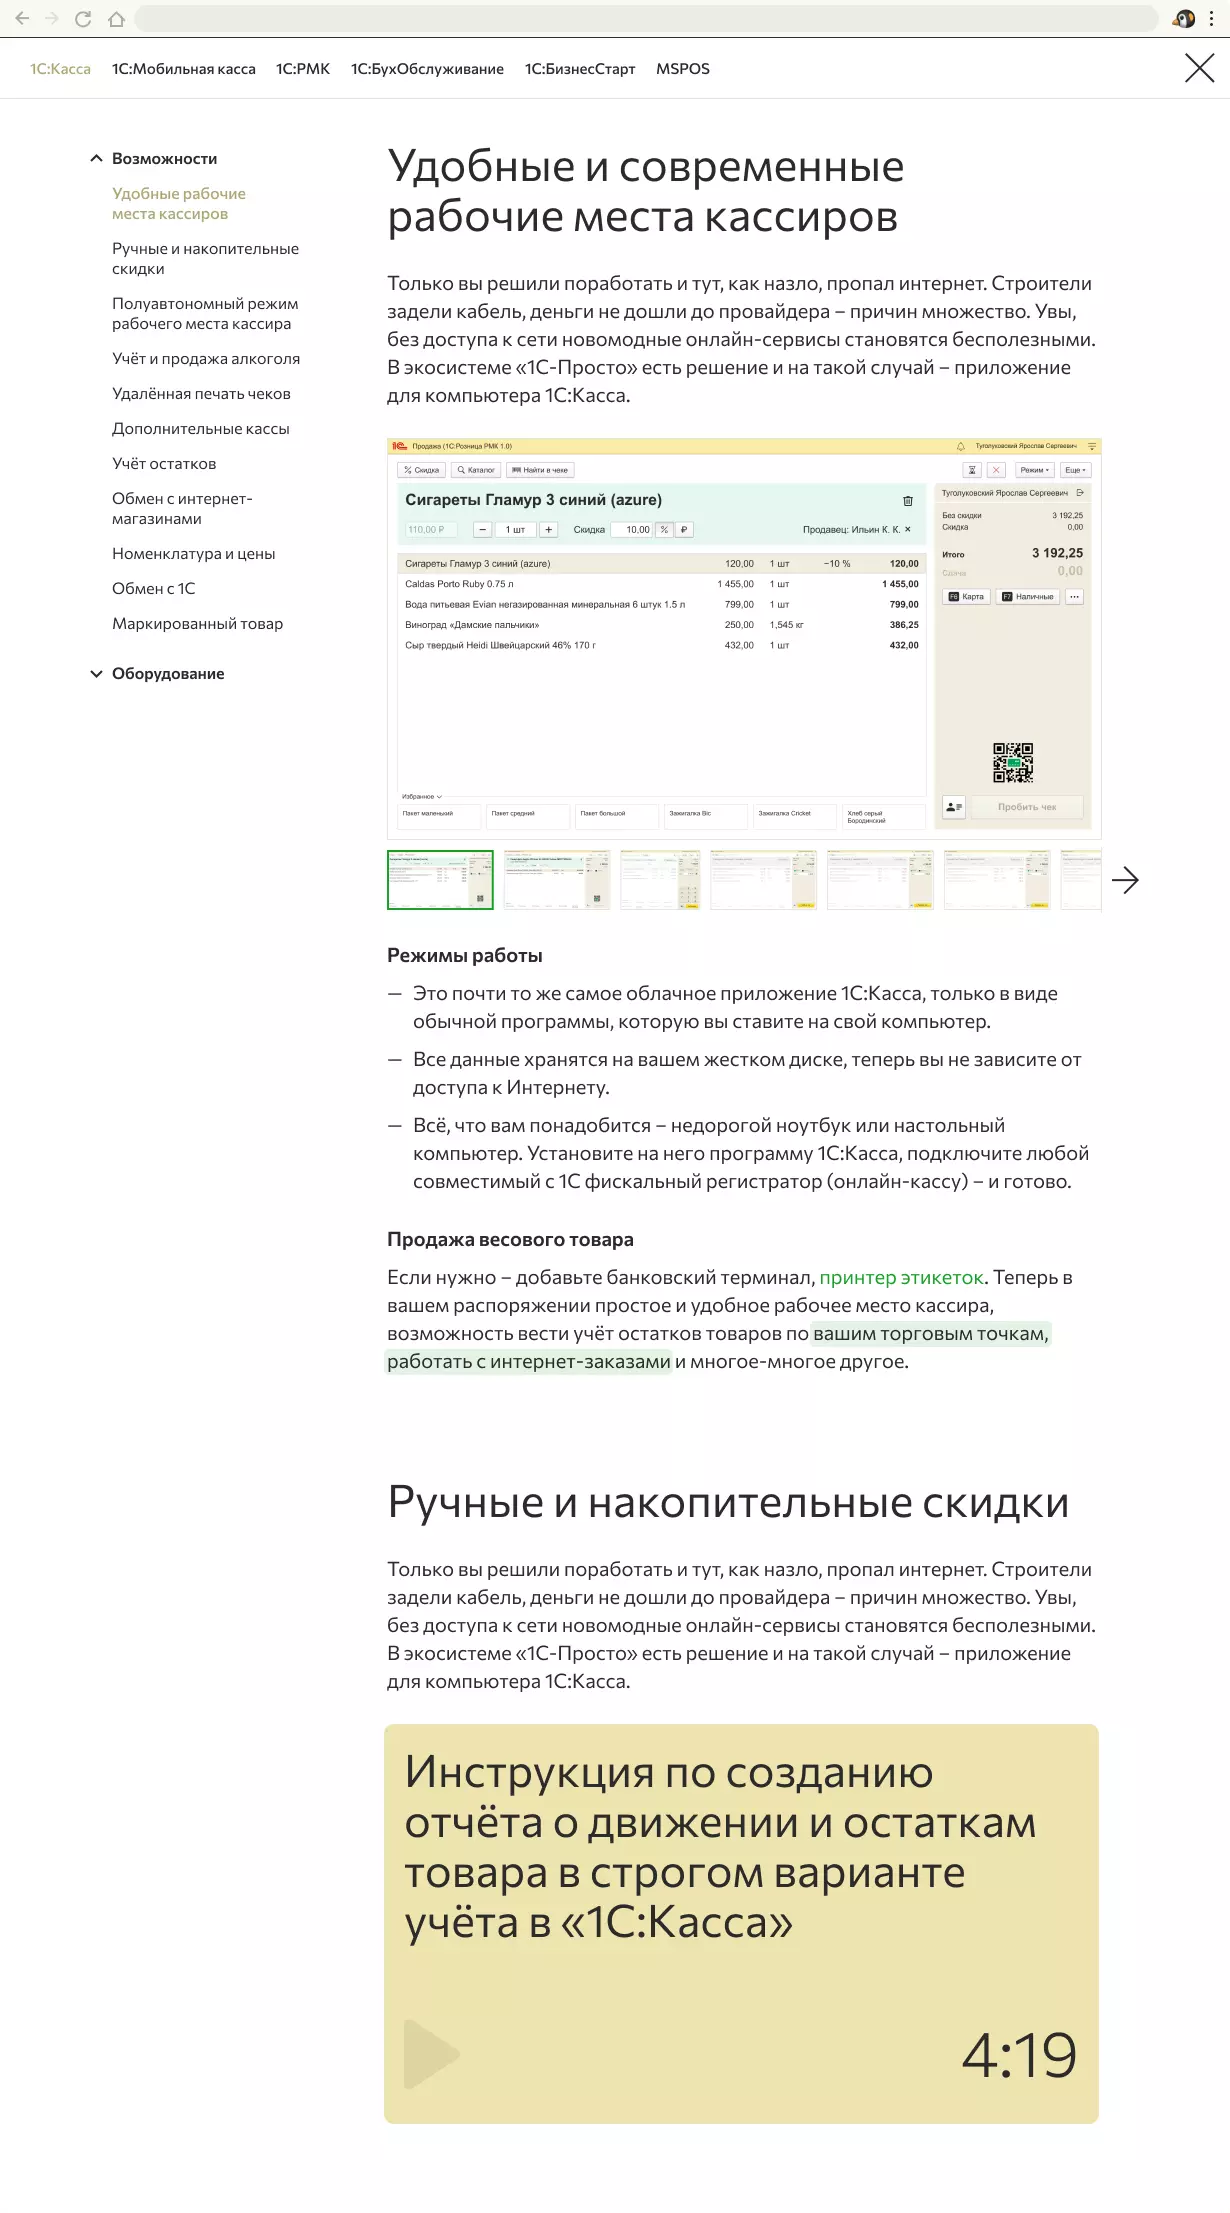 1С:Касса 1С:Мобильная касса 1С:РМК 1С:БухОбслуживание 1С:БизнесСтарт MSPOS
Возможности
Удобные рабочие
места кассиров
Ручные и накопительные
скидки
Полуавтономный режим
рабочего места кассира
Учёт и продажа алкоголя
Удалённая печать чеков
Дополнительные кассы
Учёт остатков
Обмен с интернет-
магазинами
Номенклатура и цены
Обмен с 1С
Маркированный товар
Оборудование
Удобные и современные
рабочие места кассиров
Только вы решили поработать и тут, как назло, пропал интернет. Строители
задели кабель, деньги не дошли до провайдера – причин множество. Увы,
без доступа к сети новомодные онлайн-сервисы становятся бесполезными.
В экосистеме «1С-Просто» есть решение и на такой случай – приложение
для компьютера 1С:Касса.
Продажа (1С:Розница РМК 1.0) Туголуковский Ярослав Сергеевич
% Скидка Каталог Найти в чеке Режим Еще
Сигареты Гламур 3 синий (azure)
110,00 ₽ − 1 шт + Скидка 10,00 % ₽ Продавец: Ильин К. К. ×
Сигареты Гламур 3 синий (azure) 120,00 1 шт −10 % 120,00
Caldas Porto Ruby 0.75 л 1 455,00 1 шт 1 455,00
Вода питьевая Evian негазированная минеральная 6 штук 1.5 л 799,00 1 шт 799,00
Виноград «Дамские пальчики» 250,00 1,545 кг 386,25
Сыр твердый Heidi Швейцарский 46% 170 г 432,00 1 шт 432,00
Туголуковский Ярослав Сергеевич
Без скидки 3 192,25
Скидка 0,00
Итого 3 192,25
Сдача 0,00
F6 Карта F7 Наличные ...
Избранное
Пакет маленький Пакет средний Пакет большой Зажигалка Bic Зажигалка Cricket Хлеб серый
Бородинский
Пробить чек
Режимы работы
— Это почти то же самое облачное приложение 1С:Касса, только в виде
обычной программы, которую вы ставите на свой компьютер.
— Все данные хранятся на вашем жестком диске, теперь вы не зависите от
доступа к Интернету.
— Всё, что вам понадобится – недорогой ноутбук или настольный
компьютер. Установите на него программу 1С:Касса, подключите любой
совместимый с 1С фискальный регистратор (онлайн-кассу) – и готово.
Продажа весового товара
Если нужно – добавьте банковский терминал, принтер этикеток. Теперь в
вашем распоряжении простое и удобное рабочее место кассира,
возможность вести учёт остатков товаров по вашим торговым точкам,
работать с интернет-заказами и многое-многое другое.
Ручные и накопительные скидки
Только вы решили поработать и тут, как назло, пропал интернет. Строители
задели кабель, деньги не дошли до провайдера – причин множество. Увы,
без доступа к сети новомодные онлайн-сервисы становятся бесполезными.
В экосистеме «1С-Просто» есть решение и на такой случай – приложение
для компьютера 1С:Касса.
Инструкция по созданию
отчёта о движении и остаткам
товара в строгом варианте
учёта в «1С:Касса»
4:19